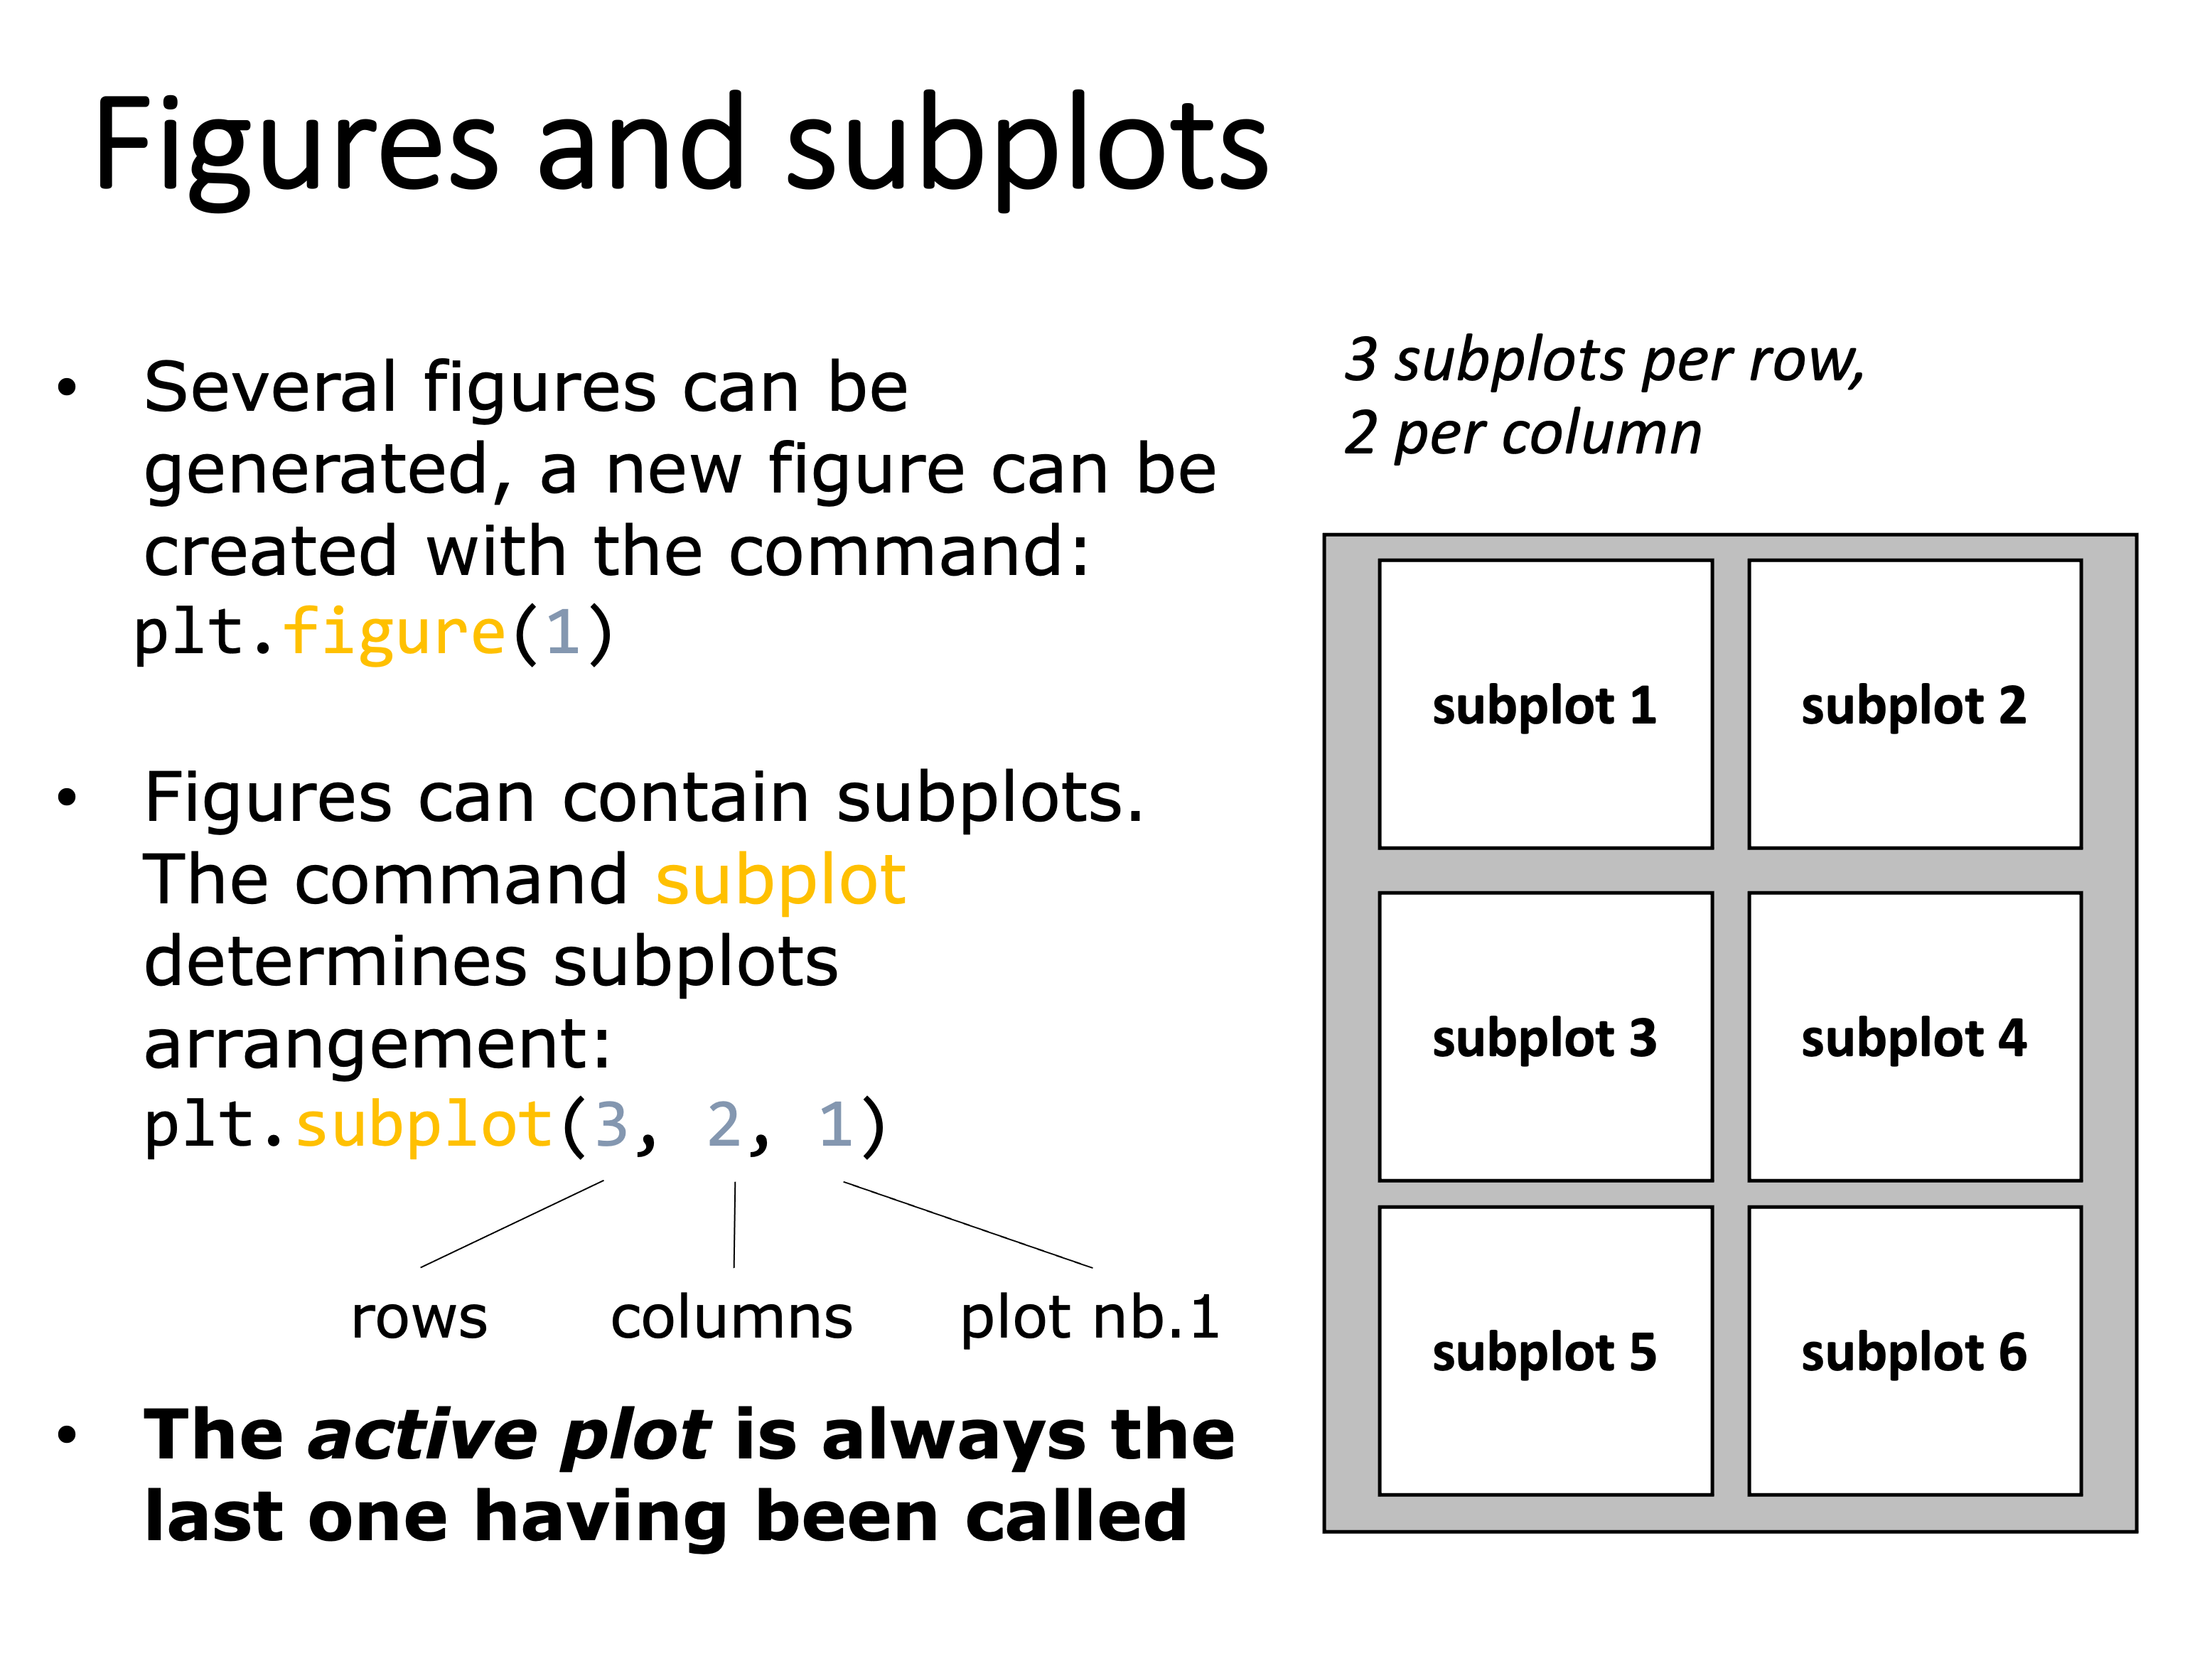 Figures and subplots
• Several figures can be
generated, a new figure can be
created with the command:
plt.figure(1)
• Figures can contain subplots.
The command subplot
determines subplots
arrangement:
plt.subplot(3, 2, 1)
rows columns plot nb.1
• The active plot is always the
last one having been called
3 subplots per row,
2 per column
subplot 1 subplot 2
subplot 3 subplot 4
subplot 5 subplot 6